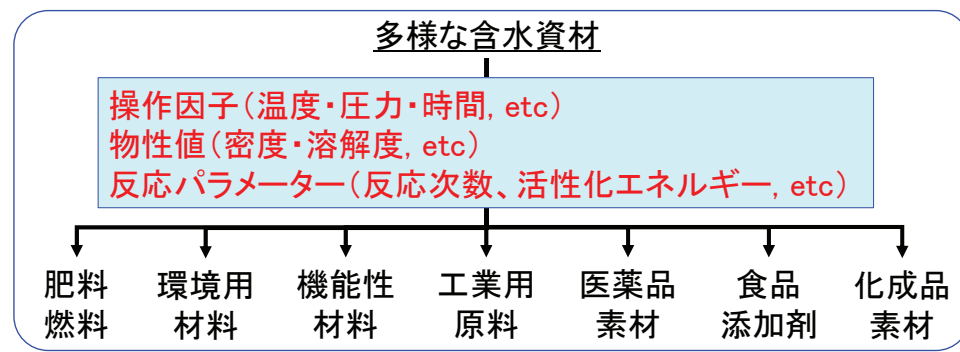 多様な含水資材
操作因子（温度・圧力・時間, etc）
物性値（密度・溶解度, etc）
反応パラメーター（反応次数、活性化エネルギー, etc）
肥料
燃料
環境用
材料
機能性
材料
工業用
原料
医薬品
素材
食品
添加剤
化成品
素材